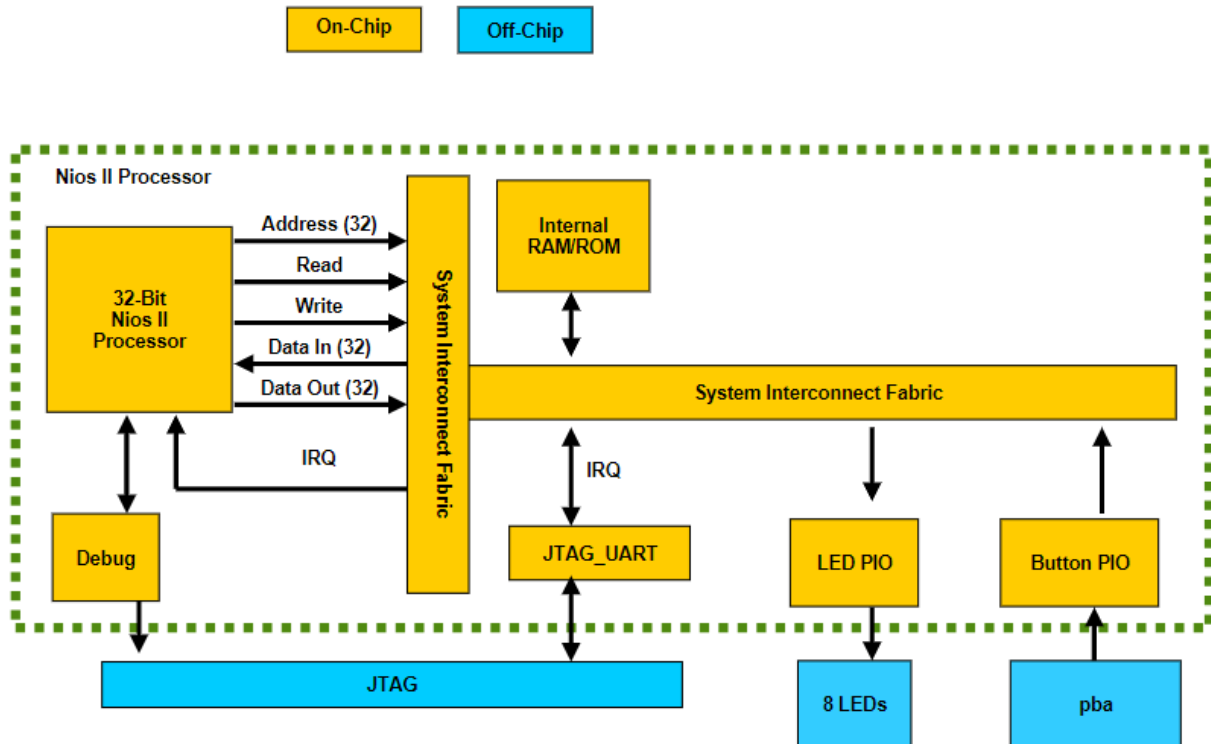 On-Chip
Off-Chip
Nios II Processor
32-Bit
Nios II
Processor
Address (32)
Read
Write
Data In (32)
Data Out (32)
IRQ
System Interconnect Fabric
Internal
RAM/ROM
System Interconnect Fabric
IRQ
Debug
JTAG_UART
LED PIO
Button PIO
JTAG
8 LEDs
pba